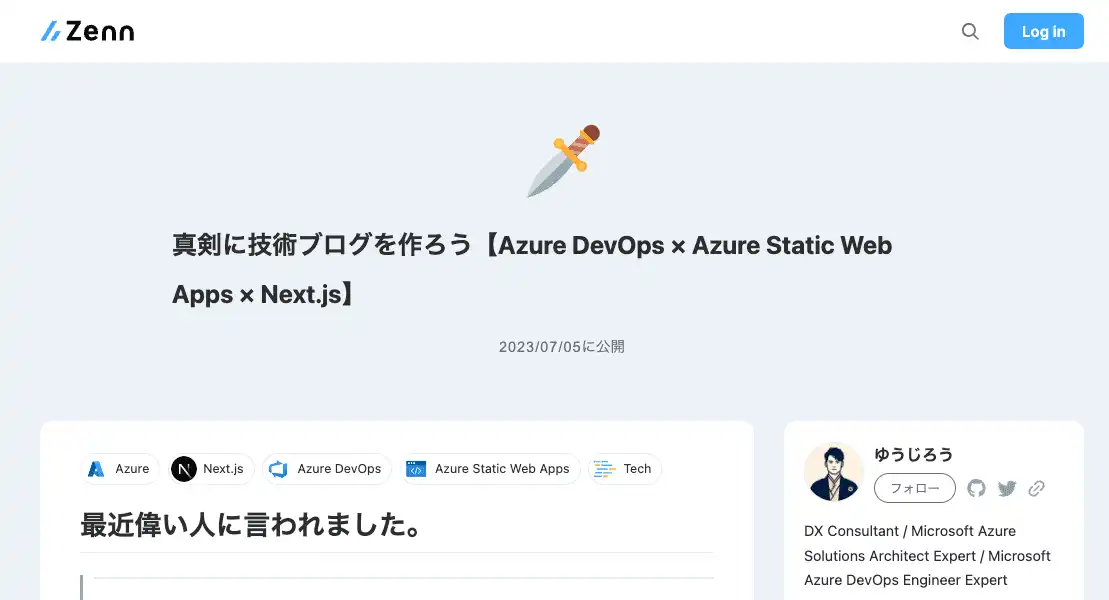 Zenn
Log in
真剣に技術ブログを作ろう【Azure DevOps × Azure Static Web
Apps × Next.js】
2023/07/05に公開
Azure
Next.js
Azure DevOps
Azure Static Web Apps
Tech
最近偉い人に言われました。
ゆうじろう
フォロー
DX Consultant / Microsoft Azure
Solutions Architect Expert / Microsoft
Azure DevOps Engineer Expert